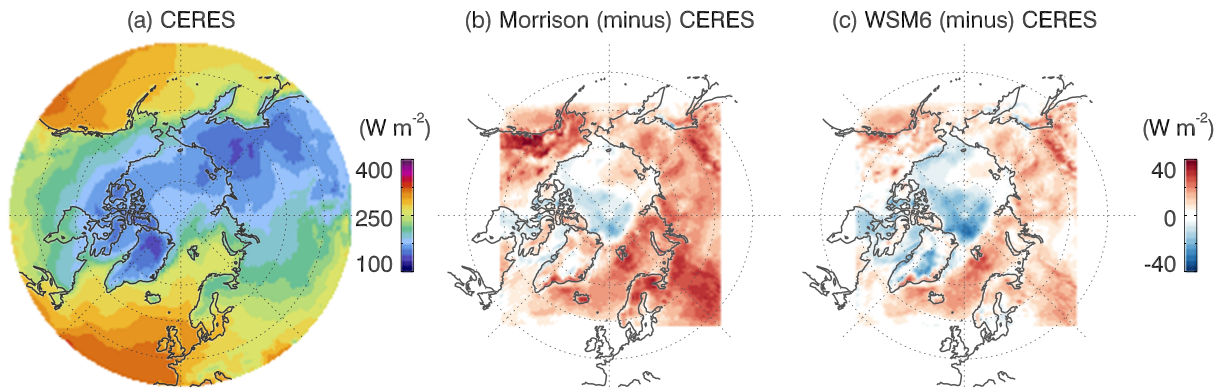 (a) CERES
(b) Morrison (minus) CERES
(c) WSM6 (minus) CERES
(W m⁻²)
400
250
100
(W m⁻²)
40
0
-40